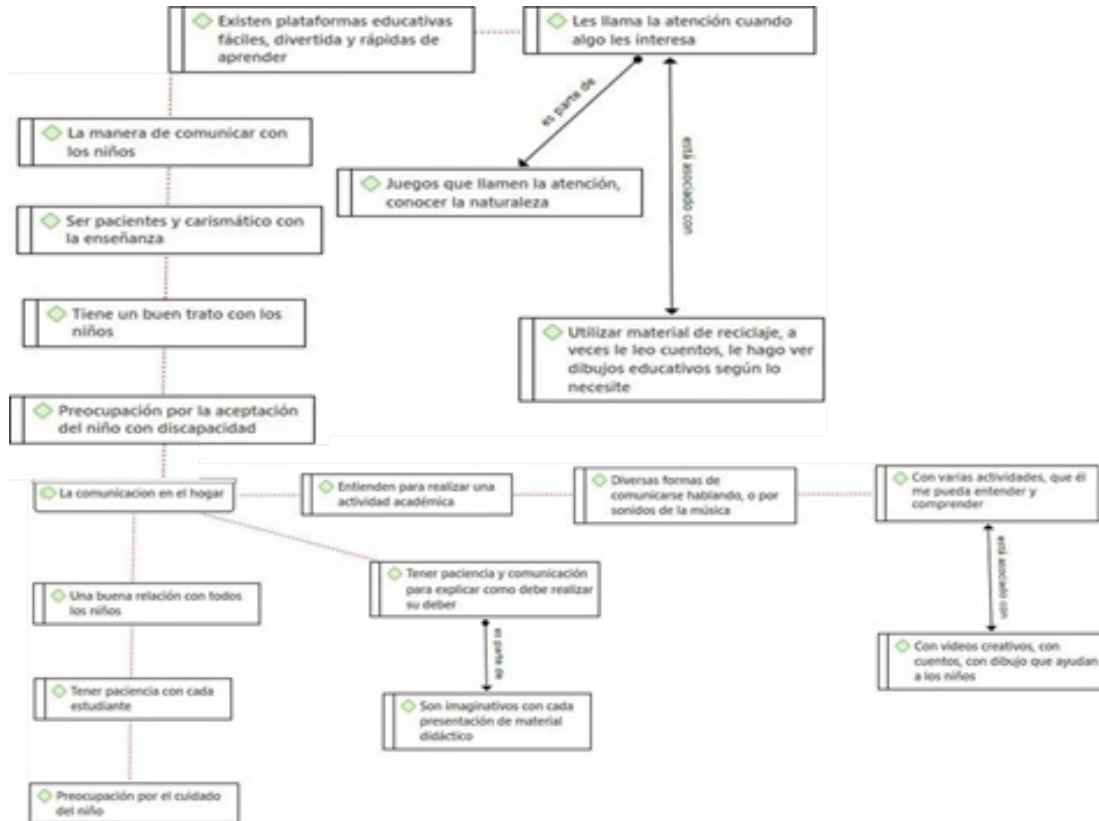 Existen plataformas educativas
fáciles, divertida y rápidas de
aprender
Les llama la atención cuando
algo les interesa
es parte de
está asociado con
La manera de comunicar con
los niños
Juegos que llamen la atención,
conocer la naturaleza
Ser pacientes y carismático con
la enseñanza
Tiene un buen trato con los
niños
Utilizar material de reciclaje, a
veces le leo cuentos, le hago ver
dibujos educativos según lo
necesite
Preocupación por la aceptación
del niño con discapacidad
La comunicacion en el hogar
Entienden para realizar una
actividad académica
Diversas formas de
comunicarse hablando, o por
sonidos de la música
Con varias actividades, que él
me pueda entender y
comprender
está asociado con
Una buena relación con todos
los niños
Tener paciencia y comunicación
para explicar como debe realizar
su deber
es parte de
Con vídeos creativos, con
cuentos, con dibujo que ayudan
a los niños
Tener paciencia con cada
estudiante
Son imaginativos con cada
presentación de material
didáctico
Preocupación por el cuidado
del niño